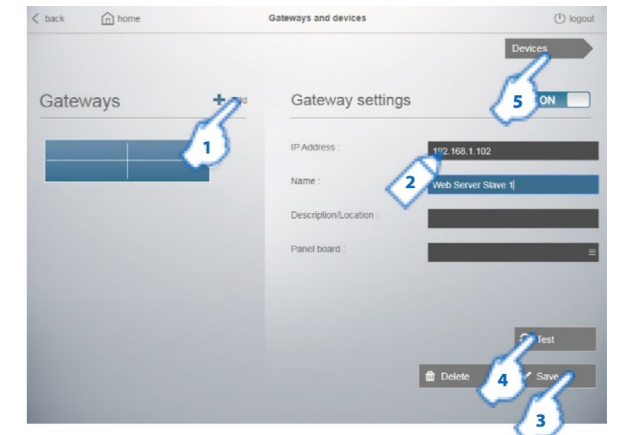 back home Gateways and devices logout
Devices
Gateways
Gateway settings
ON
1
5
IP Address :
192.168.1.102
2
Name :
Web Server Slave 1
Description/Location :
Panel board :
Test
Delete
4
Save
3